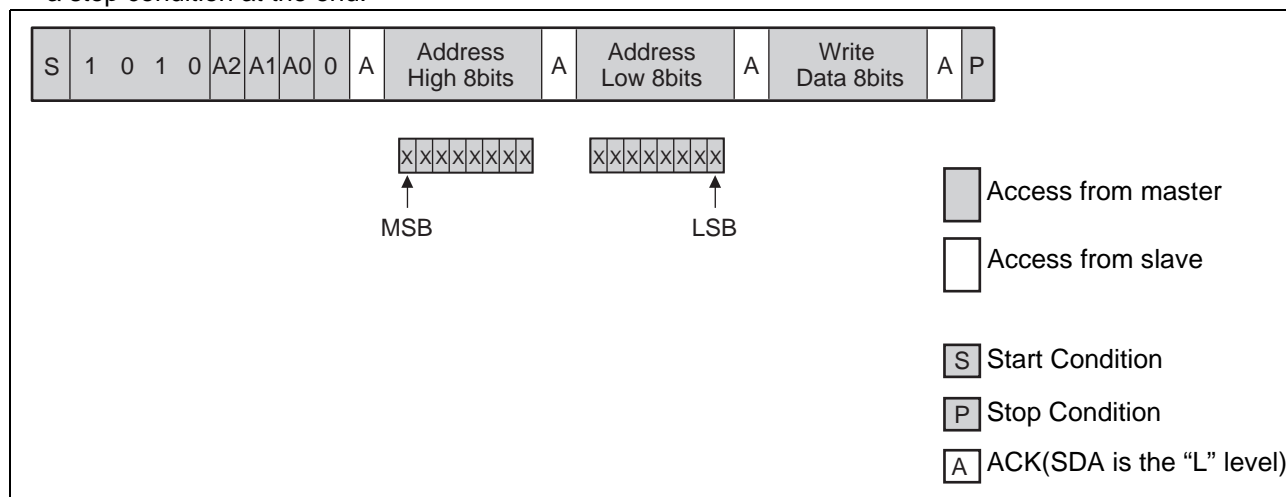 a stop condition at the end.
S 1 0 1 0 A2 A1 A0 0 A Address High 8bits A Address Low 8bits A Write Data 8bits A P
X X X X X X X X X X X X X X X X
MSB LSB
Access from master
Access from slave
S Start Condition
P Stop Condition
A ACK(SDA is the “L” level)